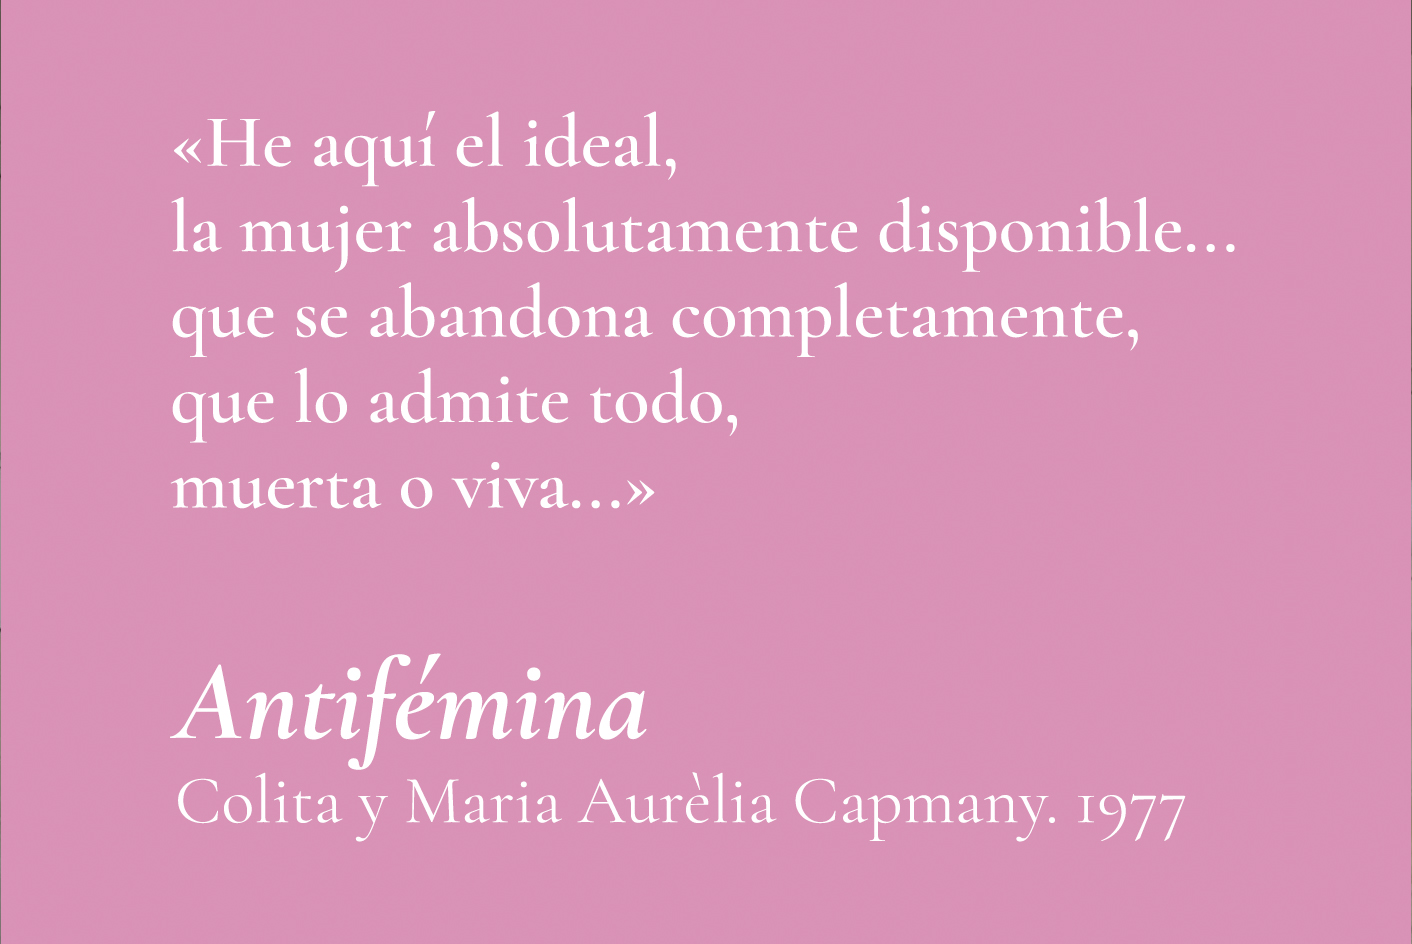 «He aquí el ideal,
la mujer absolutamente disponible...
que se abandona completamente,
que lo admite todo,
muerta o viva...»
Antifémina
Colita y Maria Aurèlia Capmany. 1977